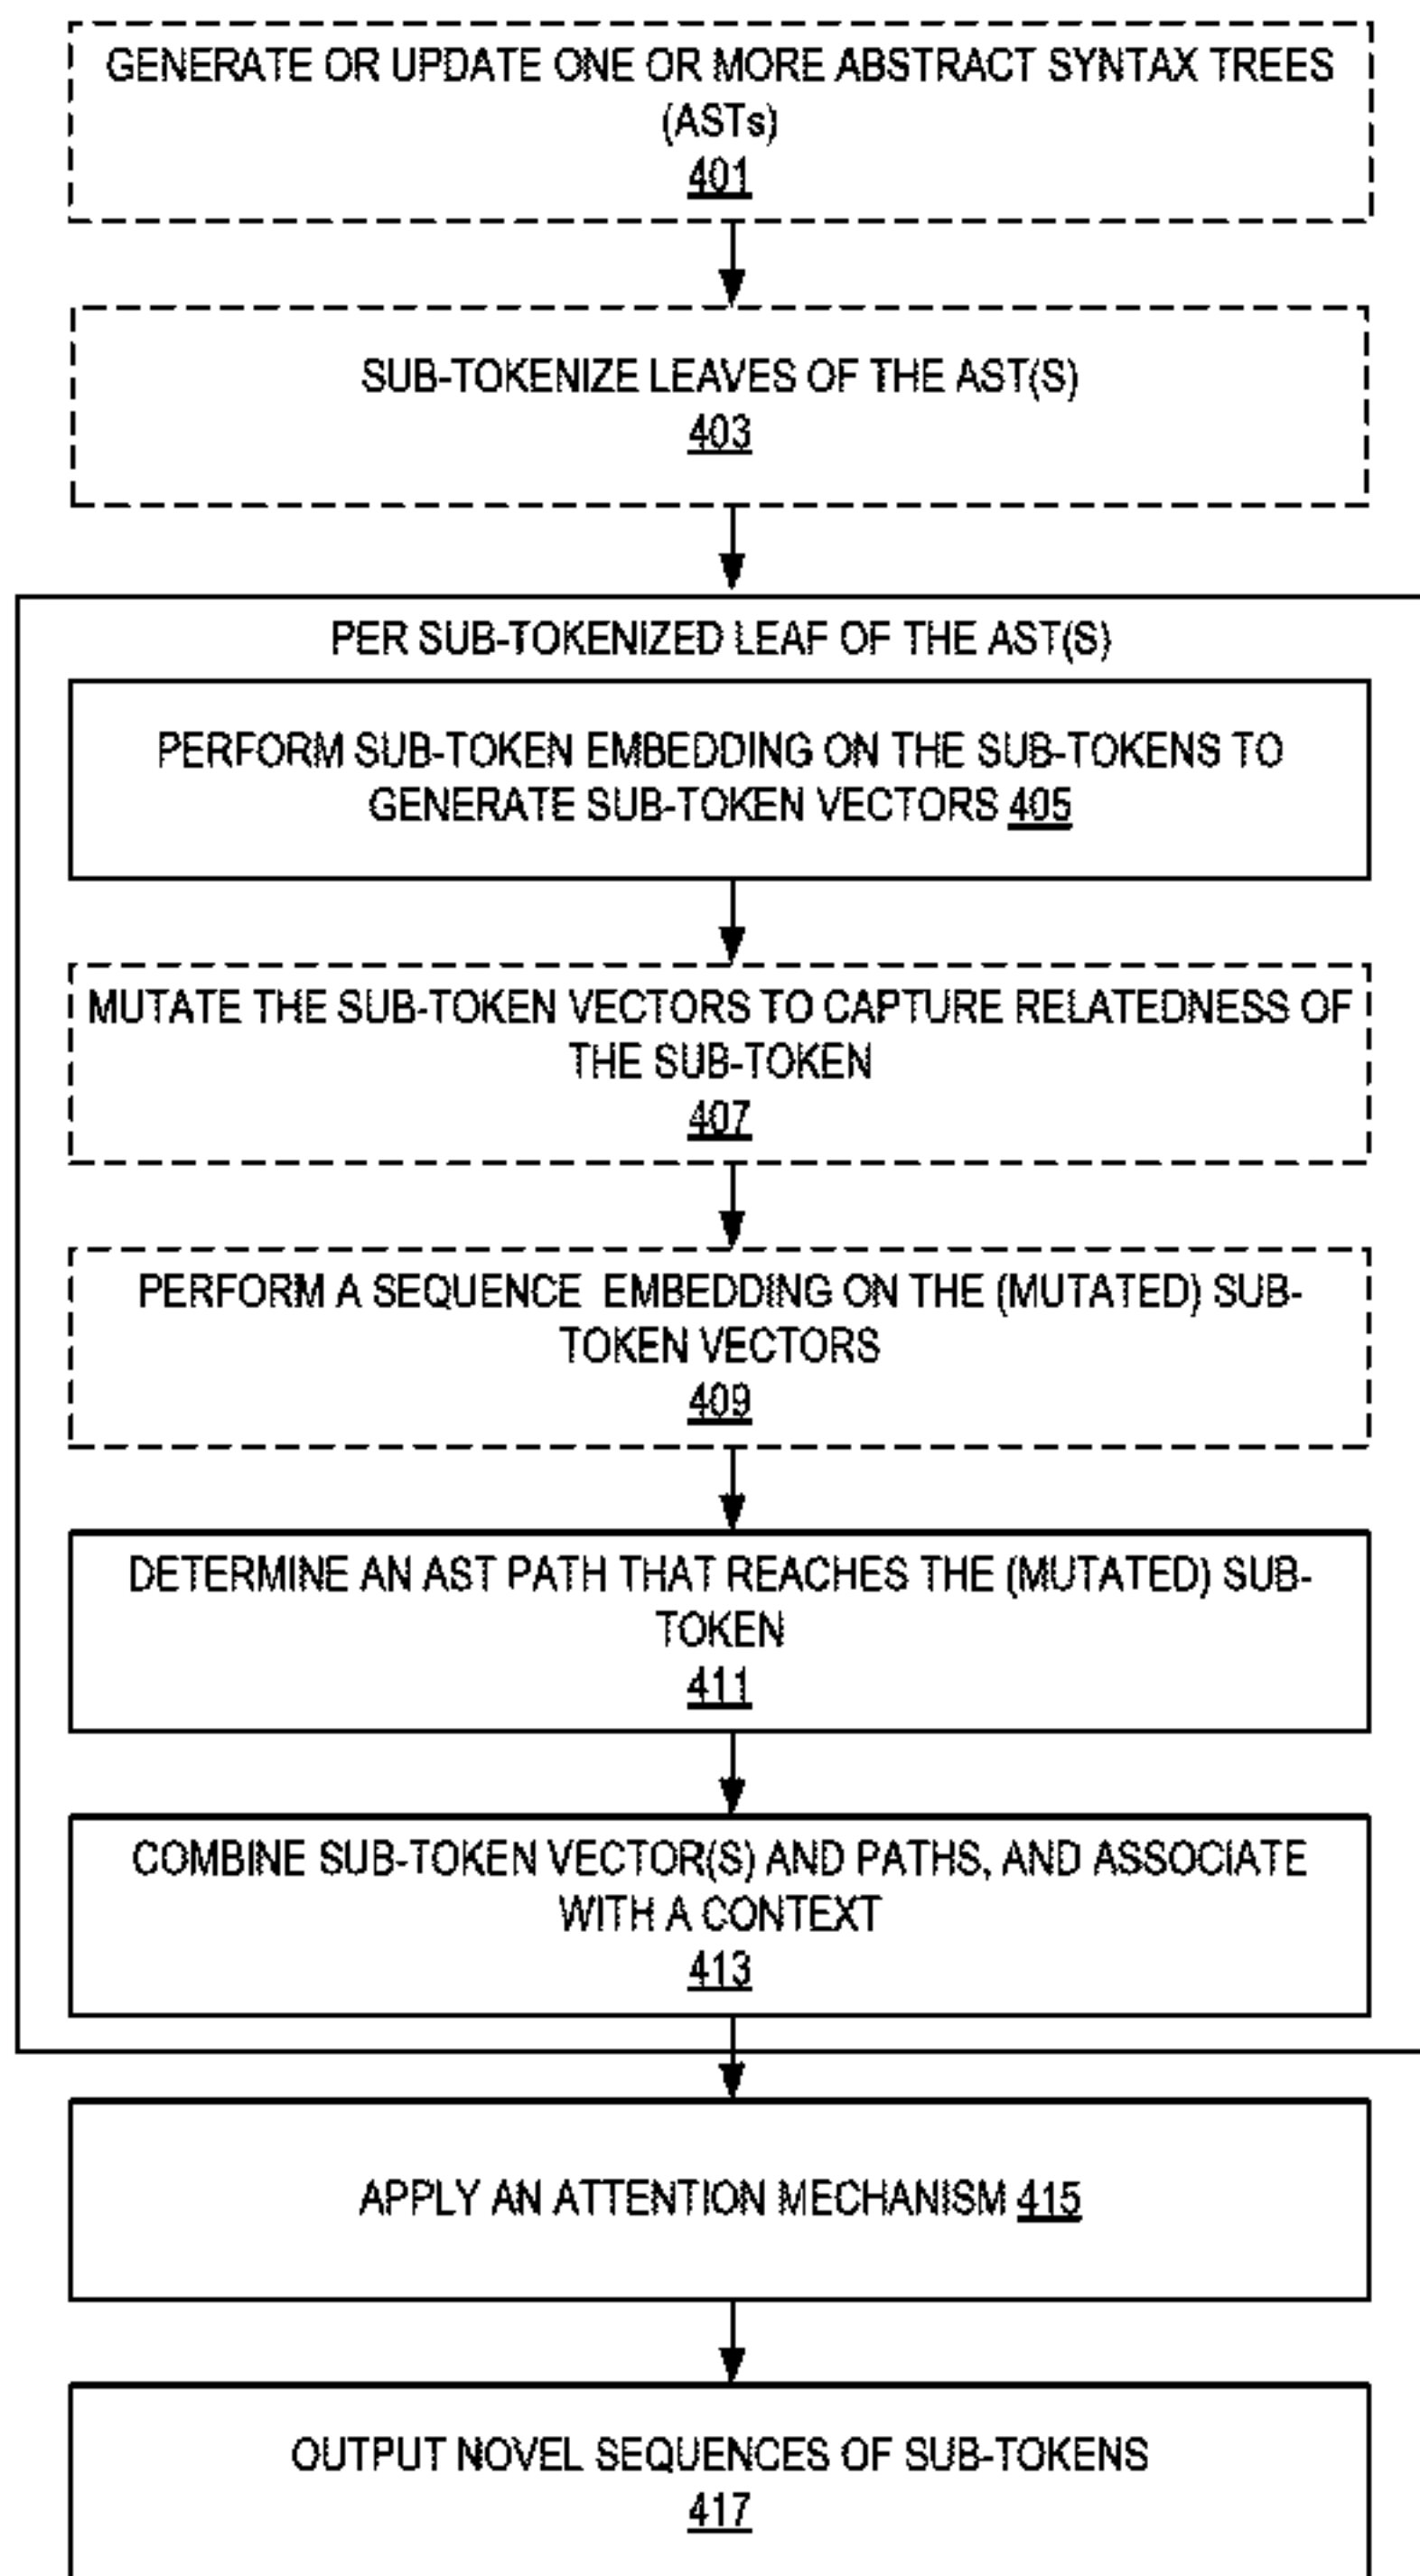 GENERATE OR UPDATE ONE OR MORE ABSTRACT SYNTAX TREES
(ASTs)
401
SUB-TOKENIZE LEAVES OF THE AST(S)
403
PER SUB-TOKENIZED LEAF OF THE AST(S)
PERFORM SUB-TOKEN EMBEDDING ON THE SUB-TOKENS TO
GENERATE SUB-TOKEN VECTORS 405
MUTATE THE SUB-TOKEN VECTORS TO CAPTURE RELATEDNESS OF
THE SUB-TOKEN
407
PERFORM A SEQUENCE EMBEDDING ON THE (MUTATED) SUB-
TOKEN VECTORS
409
DETERMINE AN AST PATH THAT REACHES THE (MUTATED) SUB-
TOKEN
411
COMBINE SUB-TOKEN VECTOR(S) AND PATHS, AND ASSOCIATE
WITH A CONTEXT
413
APPLY AN ATTENTION MECHANISM 415
OUTPUT NOVEL SEQUENCES OF SUB-TOKENS
417